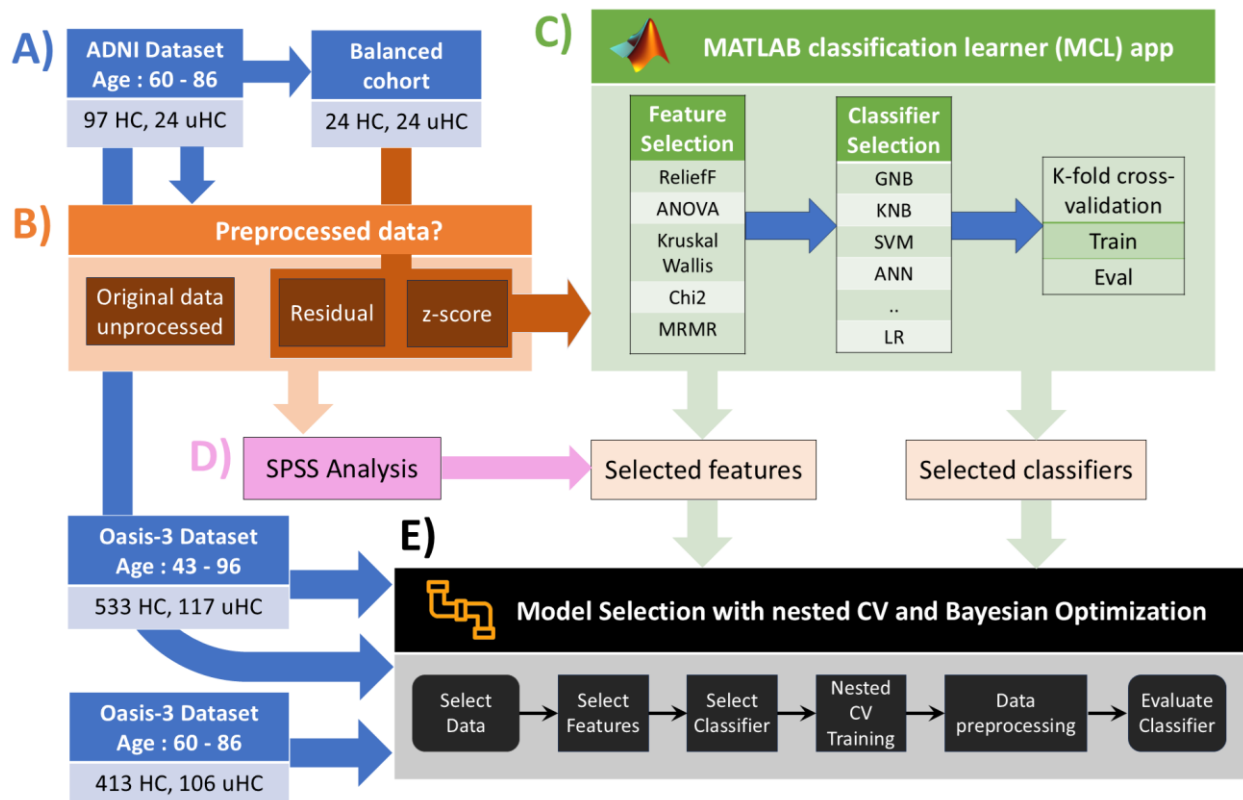 A)
ADNI Dataset
Age : 60 - 86
97 HC, 24 uHC
Balanced
cohort
24 HC, 24 uHC
B)
Preprocessed data?
Original data
unprocessed
Residual
z-score
C)
MATLAB classification learner (MCL) app
Feature
Selection
ReliefF
ANOVA
Kruskal
Wallis
Chi2
MRMR
Classifier
Selection
GNB
KNB
SVM
ANN
..
LR
K-fold cross-
validation
Train
Eval
D)
SPSS Analysis
Selected features
Selected classifiers
Oasis-3 Dataset
Age : 43 - 96
533 HC, 117 uHC
Oasis-3 Dataset
Age : 60 - 86
413 HC, 106 uHC
E)
Model Selection with nested CV and Bayesian Optimization
Select
Data
Select
Features
Select
Classifier
Nested
CV
Training
Data
preprocessing
Evaluate
Classifier